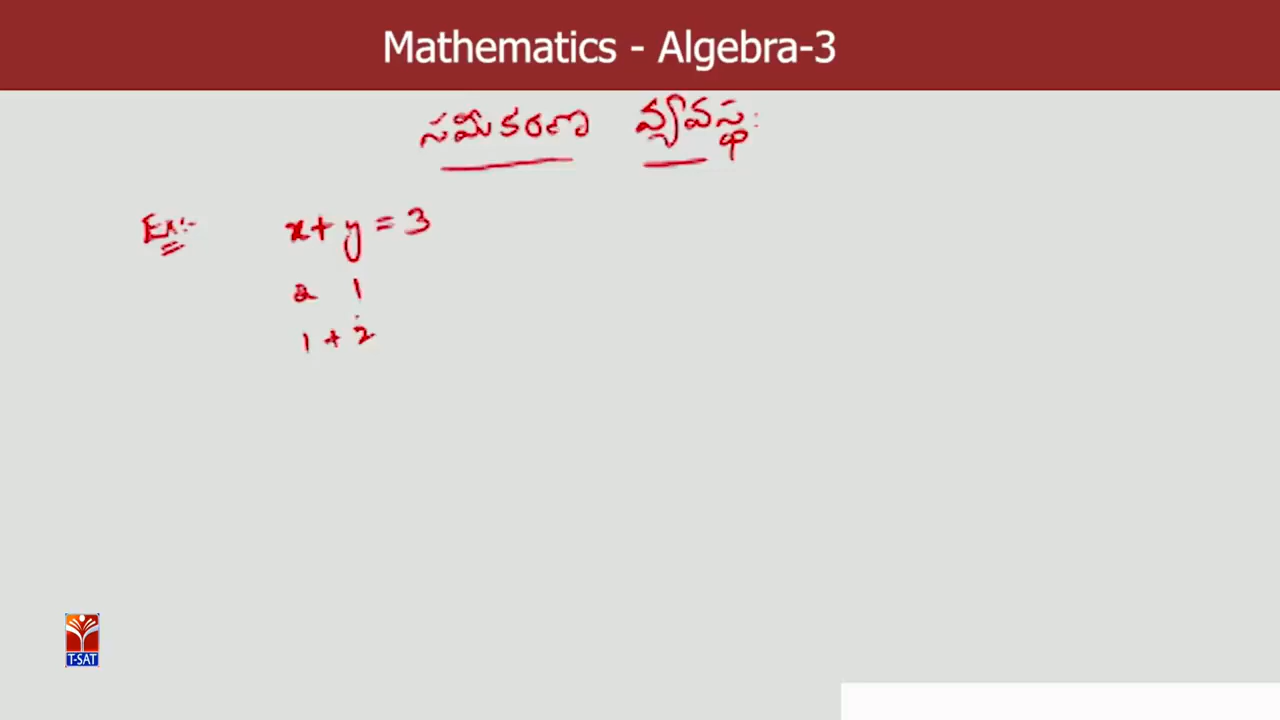 Mathematics - Algebra-3
సమీకరణ వ్యవస్థ:
Ex:- x + y = 3
2 1
1 + 2
T-SAT